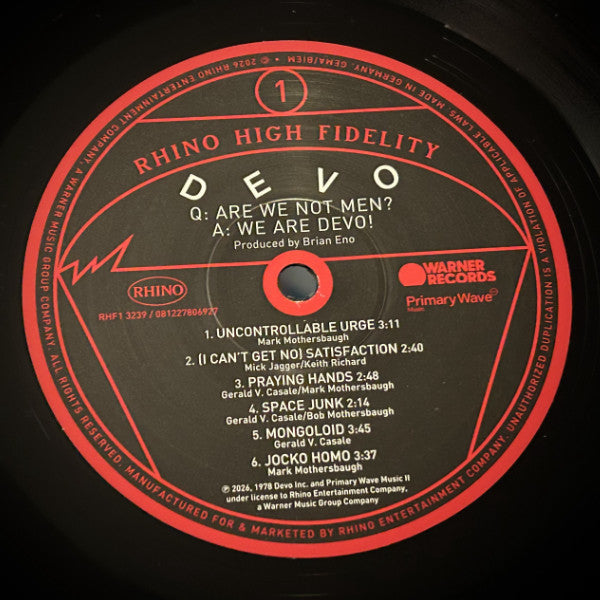 1
RHINO HIGH FIDELITY
DEVO
Q: ARE WE NOT MEN?
A: WE ARE DEVO!
Produced by Brian Eno
RHINO
WARNER
RECORDS
RHF1 3239 / 081227806927
PrimaryWave
Music
1. UNCONTROLLABLE URGE 3:11
Mark Mothersbaugh
2. (I CAN'T GET NO) SATISFACTION 2:40
Mick Jagger/Keith Richard
3. PRAYING HANDS 2:48
Gerald V. Casale/Mark Mothersbaugh
4. SPACE JUNK 2:14
Gerald V. Casale/Bob Mothersbaugh
5. MONGOLOID 3:45
Gerald V. Casale
6. JOCKO HOMO 3:37
Mark Mothersbaugh
℗ 2026, 1978 Devo Inc. and Primary Wave Music II
under license to Rhino Entertainment Company,
a Warner Music Group Company
© 2026 RHINO ENTERTAINMENT COMPANY, A WARNER MUSIC GROUP COMPANY. ALL RIGHTS RESERVED. MANUFACTURED FOR & MARKETED BY RHINO ENTERTAINMENT COMPANY. UNAUTHORIZED DUPLICATION IS A VIOLATION OF APPLICABLE LAWS. MADE IN GERMANY. GEMA/BIEM